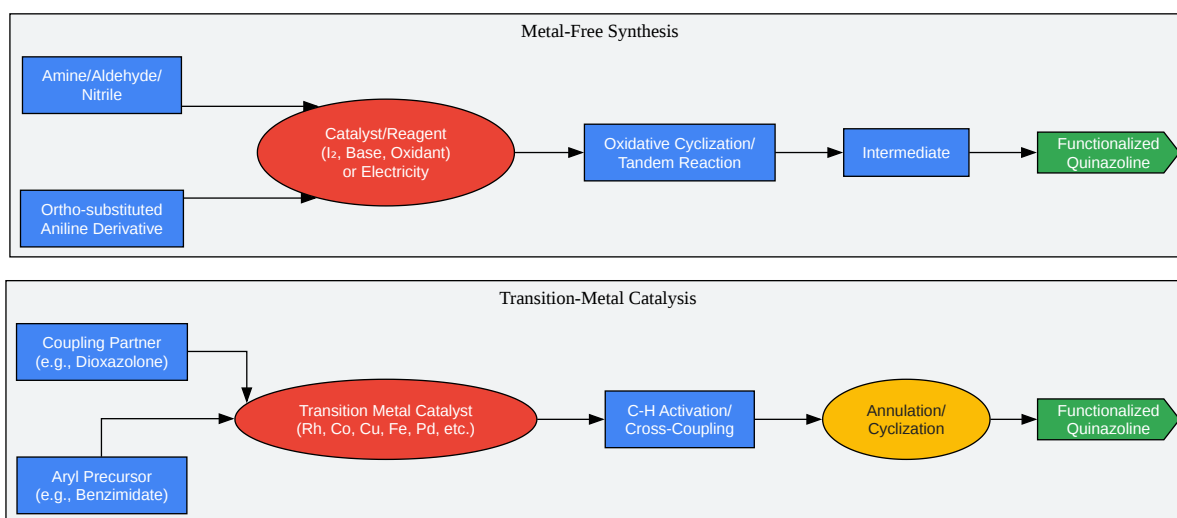 Metal-Free Synthesis
Amine/Aldehyde/
Nitrile
Catalyst/Reagent
(I₂, Base, Oxidant)
or Electricity
Oxidative Cyclization/
Tandem Reaction
Intermediate
Functionalized
Quinazoline
Ortho-substituted
Aniline Derivative
Transition-Metal Catalysis
Coupling Partner
(e.g., Dioxazolone)
Transition Metal Catalyst
(Rh, Co, Cu, Fe, Pd, etc.)
C-H Activation/
Cross-Coupling
Annulation/
Cyclization
Functionalized
Quinazoline
Aryl Precursor
(e.g., Benzimidate)